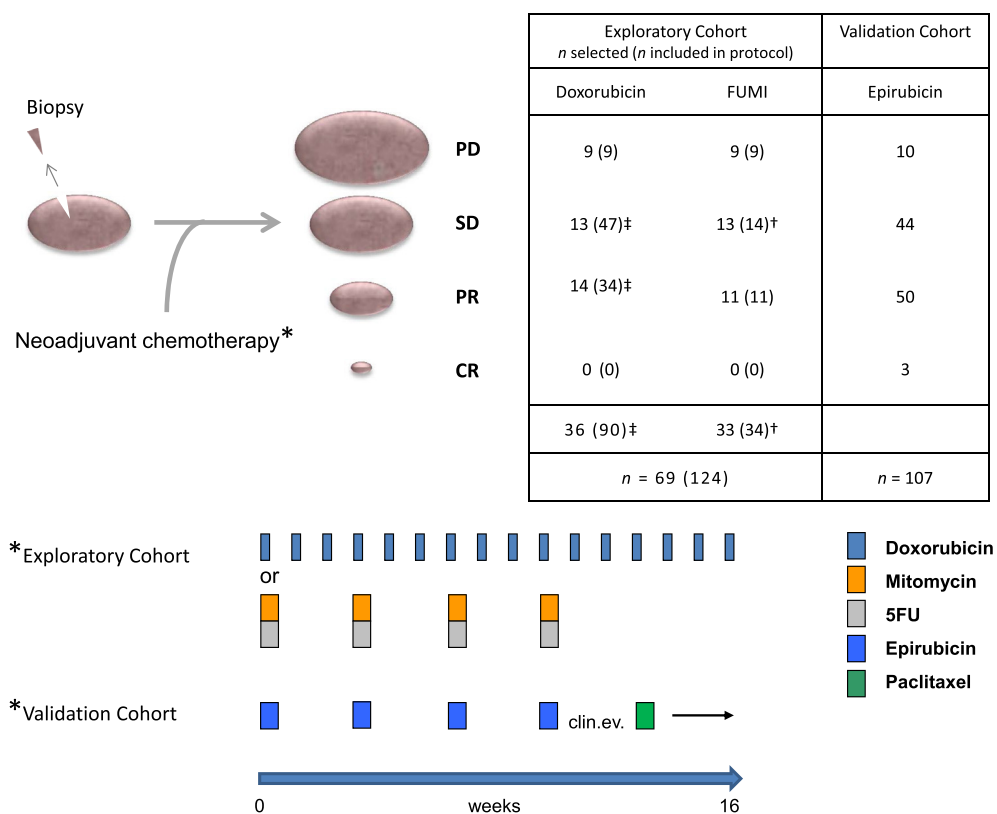 Exploratory Cohort
n selected (n included in protocol)
Validation Cohort
Doxorubicin FUMI Epirubicin
Biopsy
PD 9 (9) 9 (9) 10
SD 13 (47)‡ 13 (14)† 44
PR 14 (34)‡ 11 (11) 50
Neoadjuvant chemotherapy*
CR 0 (0) 0 (0) 3
36 (90)‡ 33 (34)†
n = 69 (124) n = 107
*Exploratory Cohort
or
*Validation Cohort
clin.ev.
Doxorubicin
Mitomycin
5FU
Epirubicin
Paclitaxel
0 weeks 16